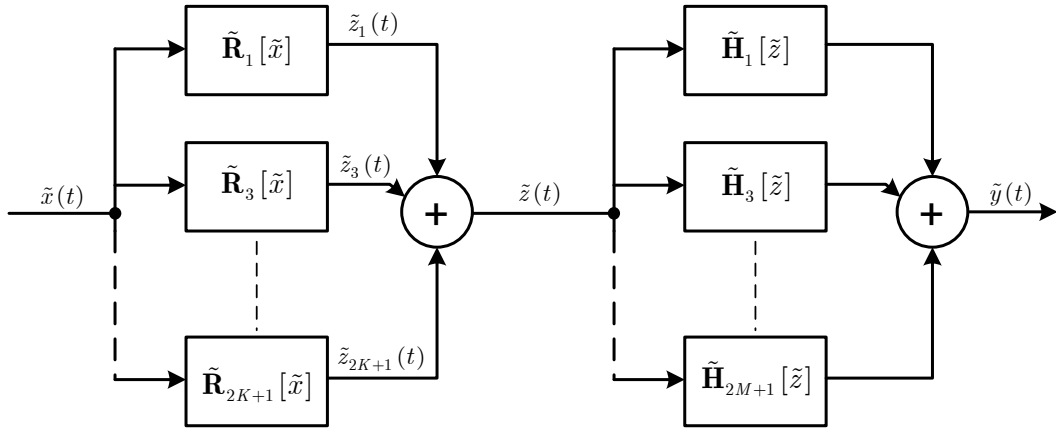 x̃(t)
R̃₁[x̃]
z̃₁(t)
R̃₃[x̃]
z̃₃(t)
R̃₂ₖ₊₁[x̃]
z̃₂ₖ₊₁(t)
+
z̃(t)
H̃₁[z̃]
H̃₃[z̃]
H̃₂ₘ₊₁[z̃]
+
ỹ(t)